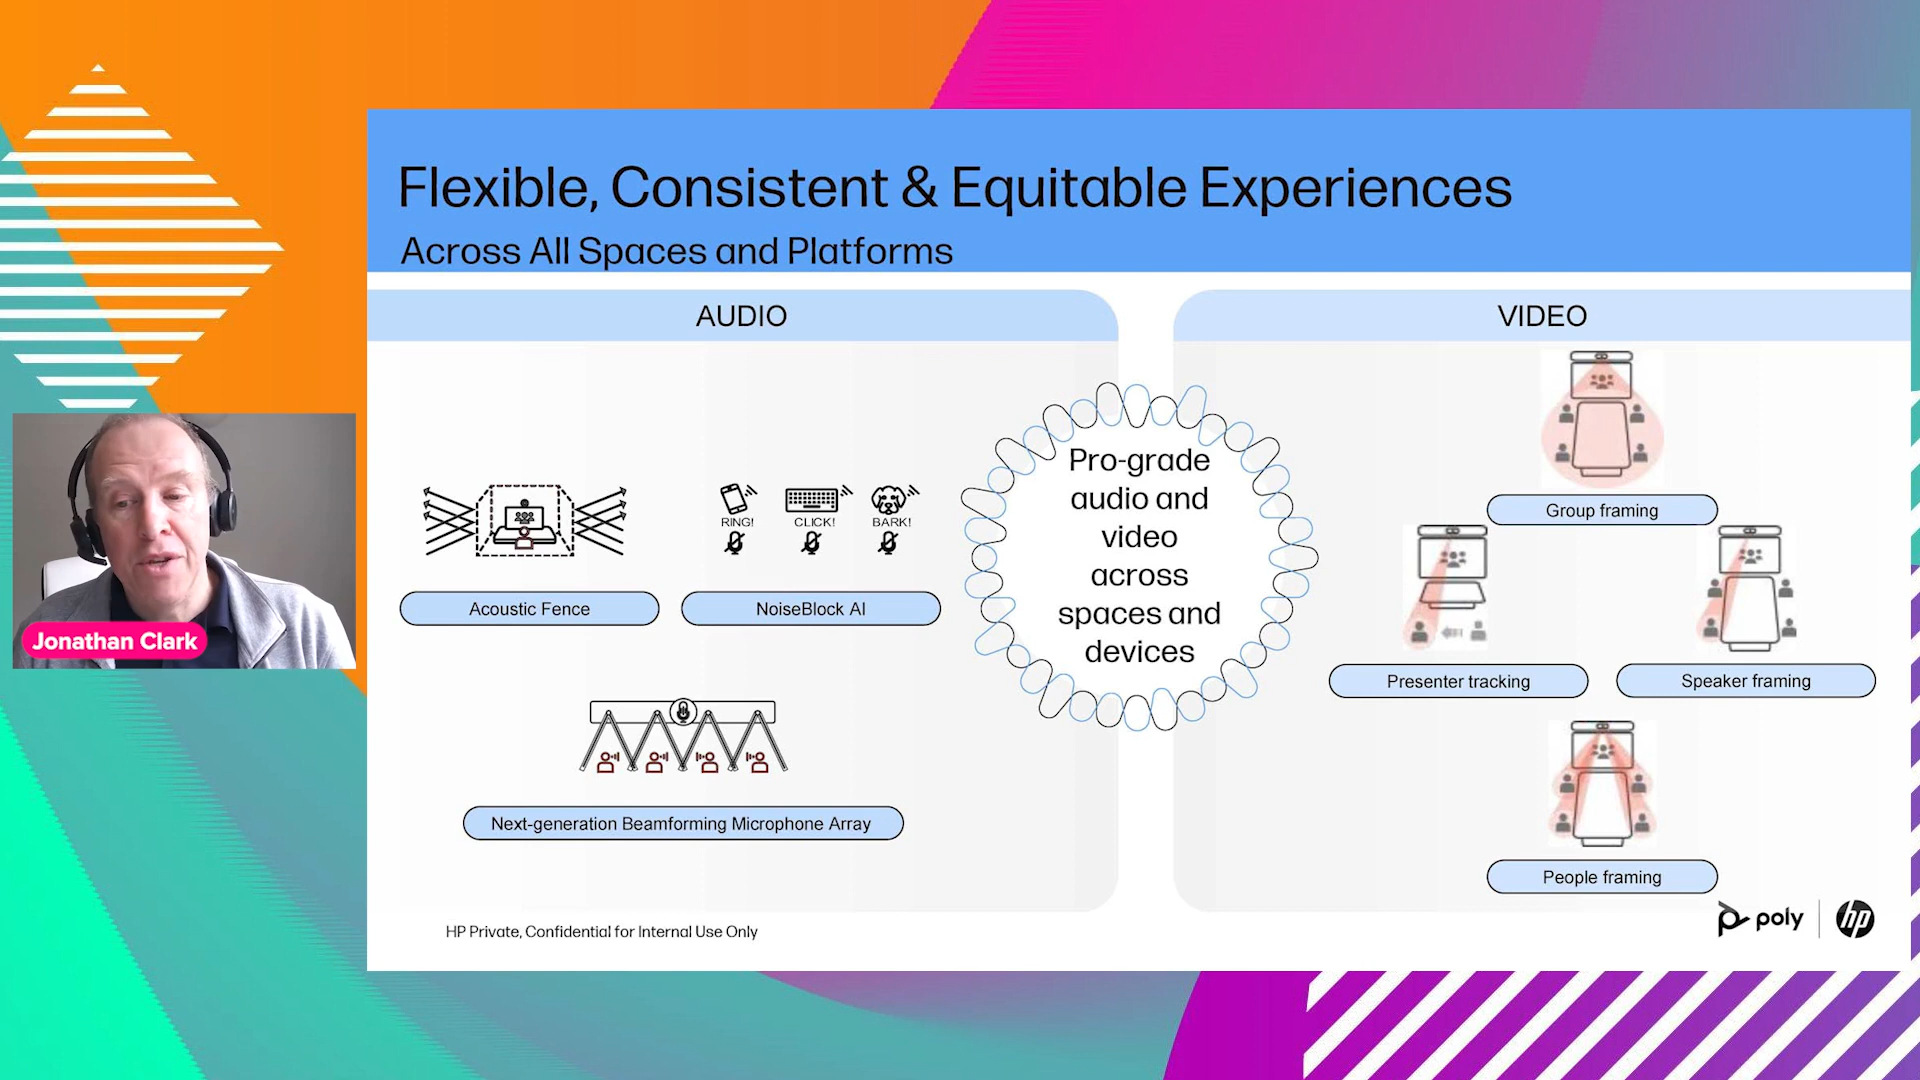 Flexible, Consistent & Equitable Experiences
Across All Spaces and Platforms
AUDIO
VIDEO
RING!
CLICK!
BARK!
Acoustic Fence
NoiseBlock AI
Next-generation Beamforming Microphone Array
Pro-grade
audio and
video
across
spaces and
devices
Group framing
Presenter tracking
Speaker framing
People framing
Jonathan Clark
HP Private, Confidential for Internal Use Only
poly
hp